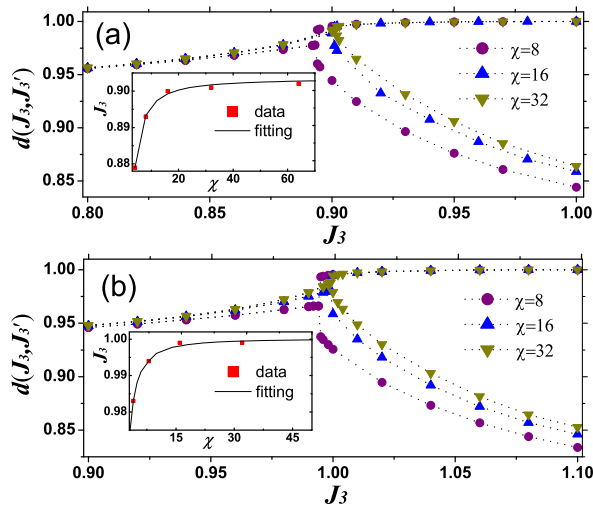 (a)
d(J3,J3')
1.00
0.95
0.90
0.85
0.80
0.85
0.90
0.95
1.00
J3
χ=8
χ=16
χ=32
J3
0.90
0.89
0.88
20
40
60
χ
data
fitting
(b)
d(J3,J3')
1.00
0.95
0.90
0.85
0.90
0.95
1.00
1.05
1.10
J3
χ=8
χ=16
χ=32
J3
1.00
0.99
0.98
15
30
45
χ
data
fitting